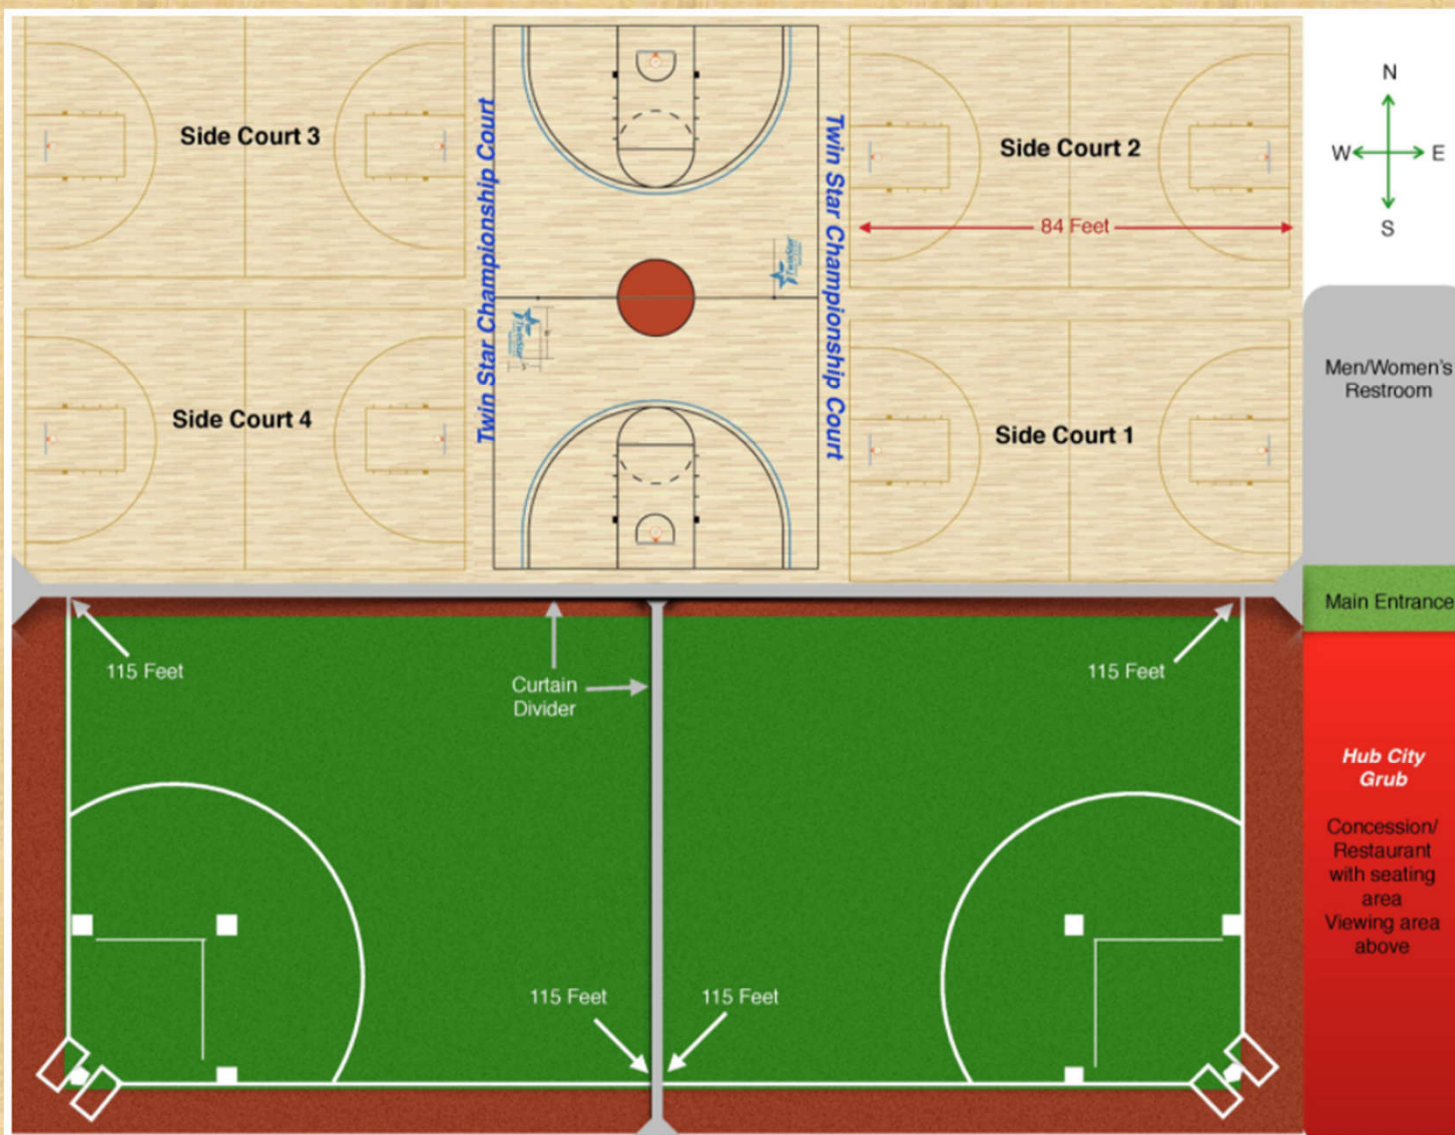 Side Court 3
Twin Star Championship Court
Twin Star Championship Court
Side Court 2
84 Feet
N
W
E
S
TwinStar
TwinStar
Side Court 4
Side Court 1
Men/Women's
Restroom
Main Entrance
115 Feet
Curtain
Divider
115 Feet
Hub City
Grub
Concession/
Restaurant
with seating
area
Viewing area
above
115 Feet
115 Feet